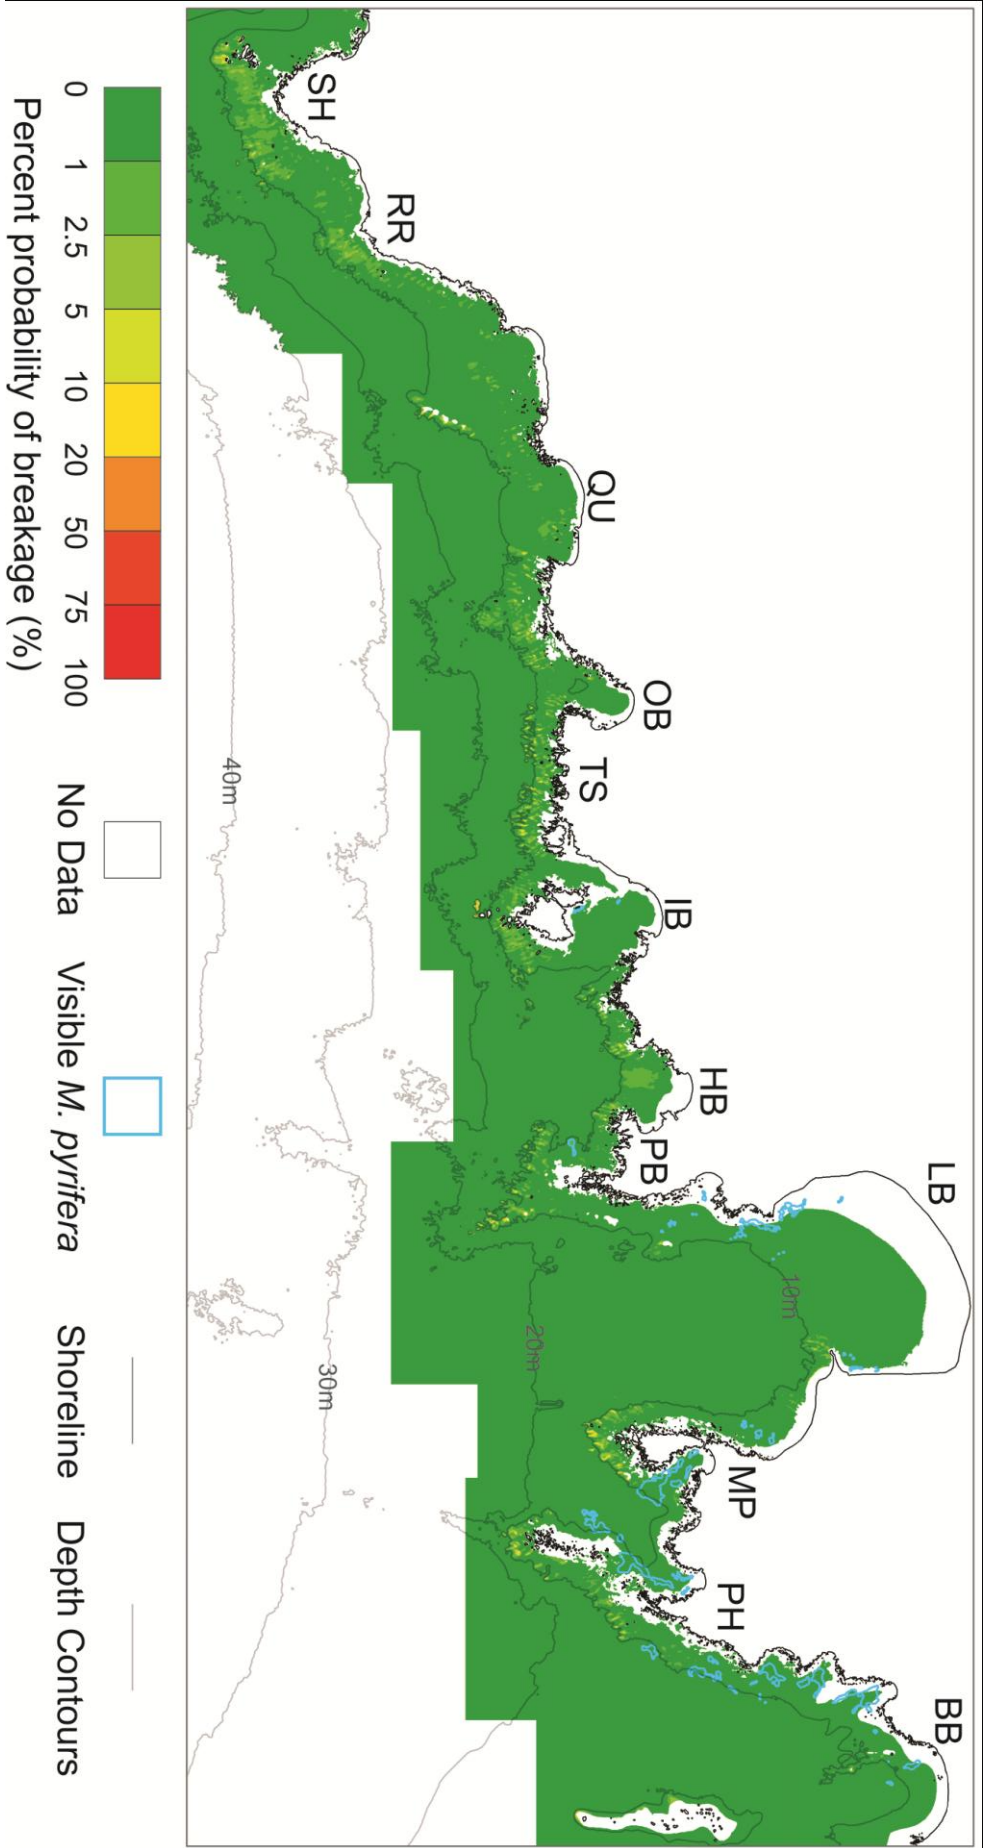 SH
RR
QU
OB
TS
IB
HB
PB
LB
MP
PH
BB
10m
20m
30m
40m
0 1 2.5 5 10 20 50 75 100
Percent probability of breakage (%)
No Data
Visible M. pyrifera
Shoreline
Depth Contours